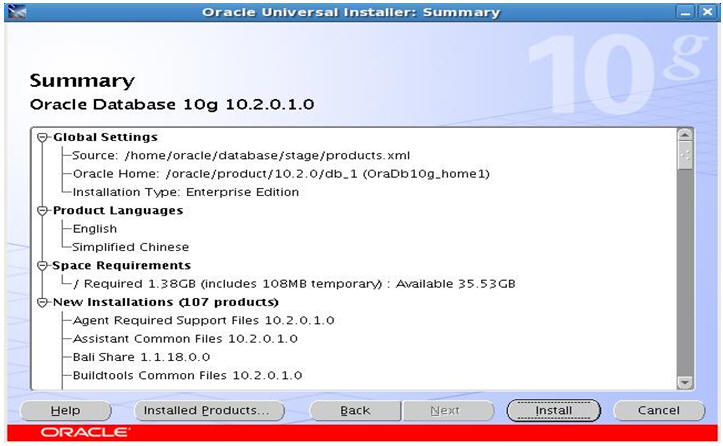 Oracle Universal Installer: Summary
10g
Summary
Oracle Database 10g 10.2.0.1.0
Global Settings
Source: /home/oracle/database/stage/products.xml
Oracle Home: /oracle/product/10.2.0/db_1 (OraDb10g_home1)
Installation Type: Enterprise Edition
Product Languages
English
Simplified Chinese
Space Requirements
/ Required 1.38GB (includes 108MB temporary) : Available 35.53GB
New Installations (107 products)
Agent Required Support Files 10.2.0.1.0
Assistant Common Files 10.2.0.1.0
Bali Share 1.1.18.0.0
Buildtools Common Files 10.2.0.1.0
Help Installed Products... Back Next Install Cancel
ORACLE